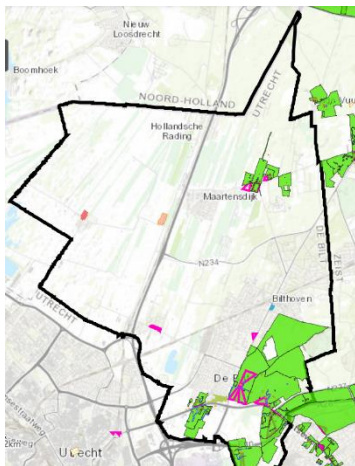 Nieuw
Loosdrecht
Boomhoek
NOORD-HOLLAND
UTRECHT
Hollandsche
Rading
Maartensdijk
N234
DE BILT
ZEIST
UTRECHT
Bilthoven
De
Utrecht